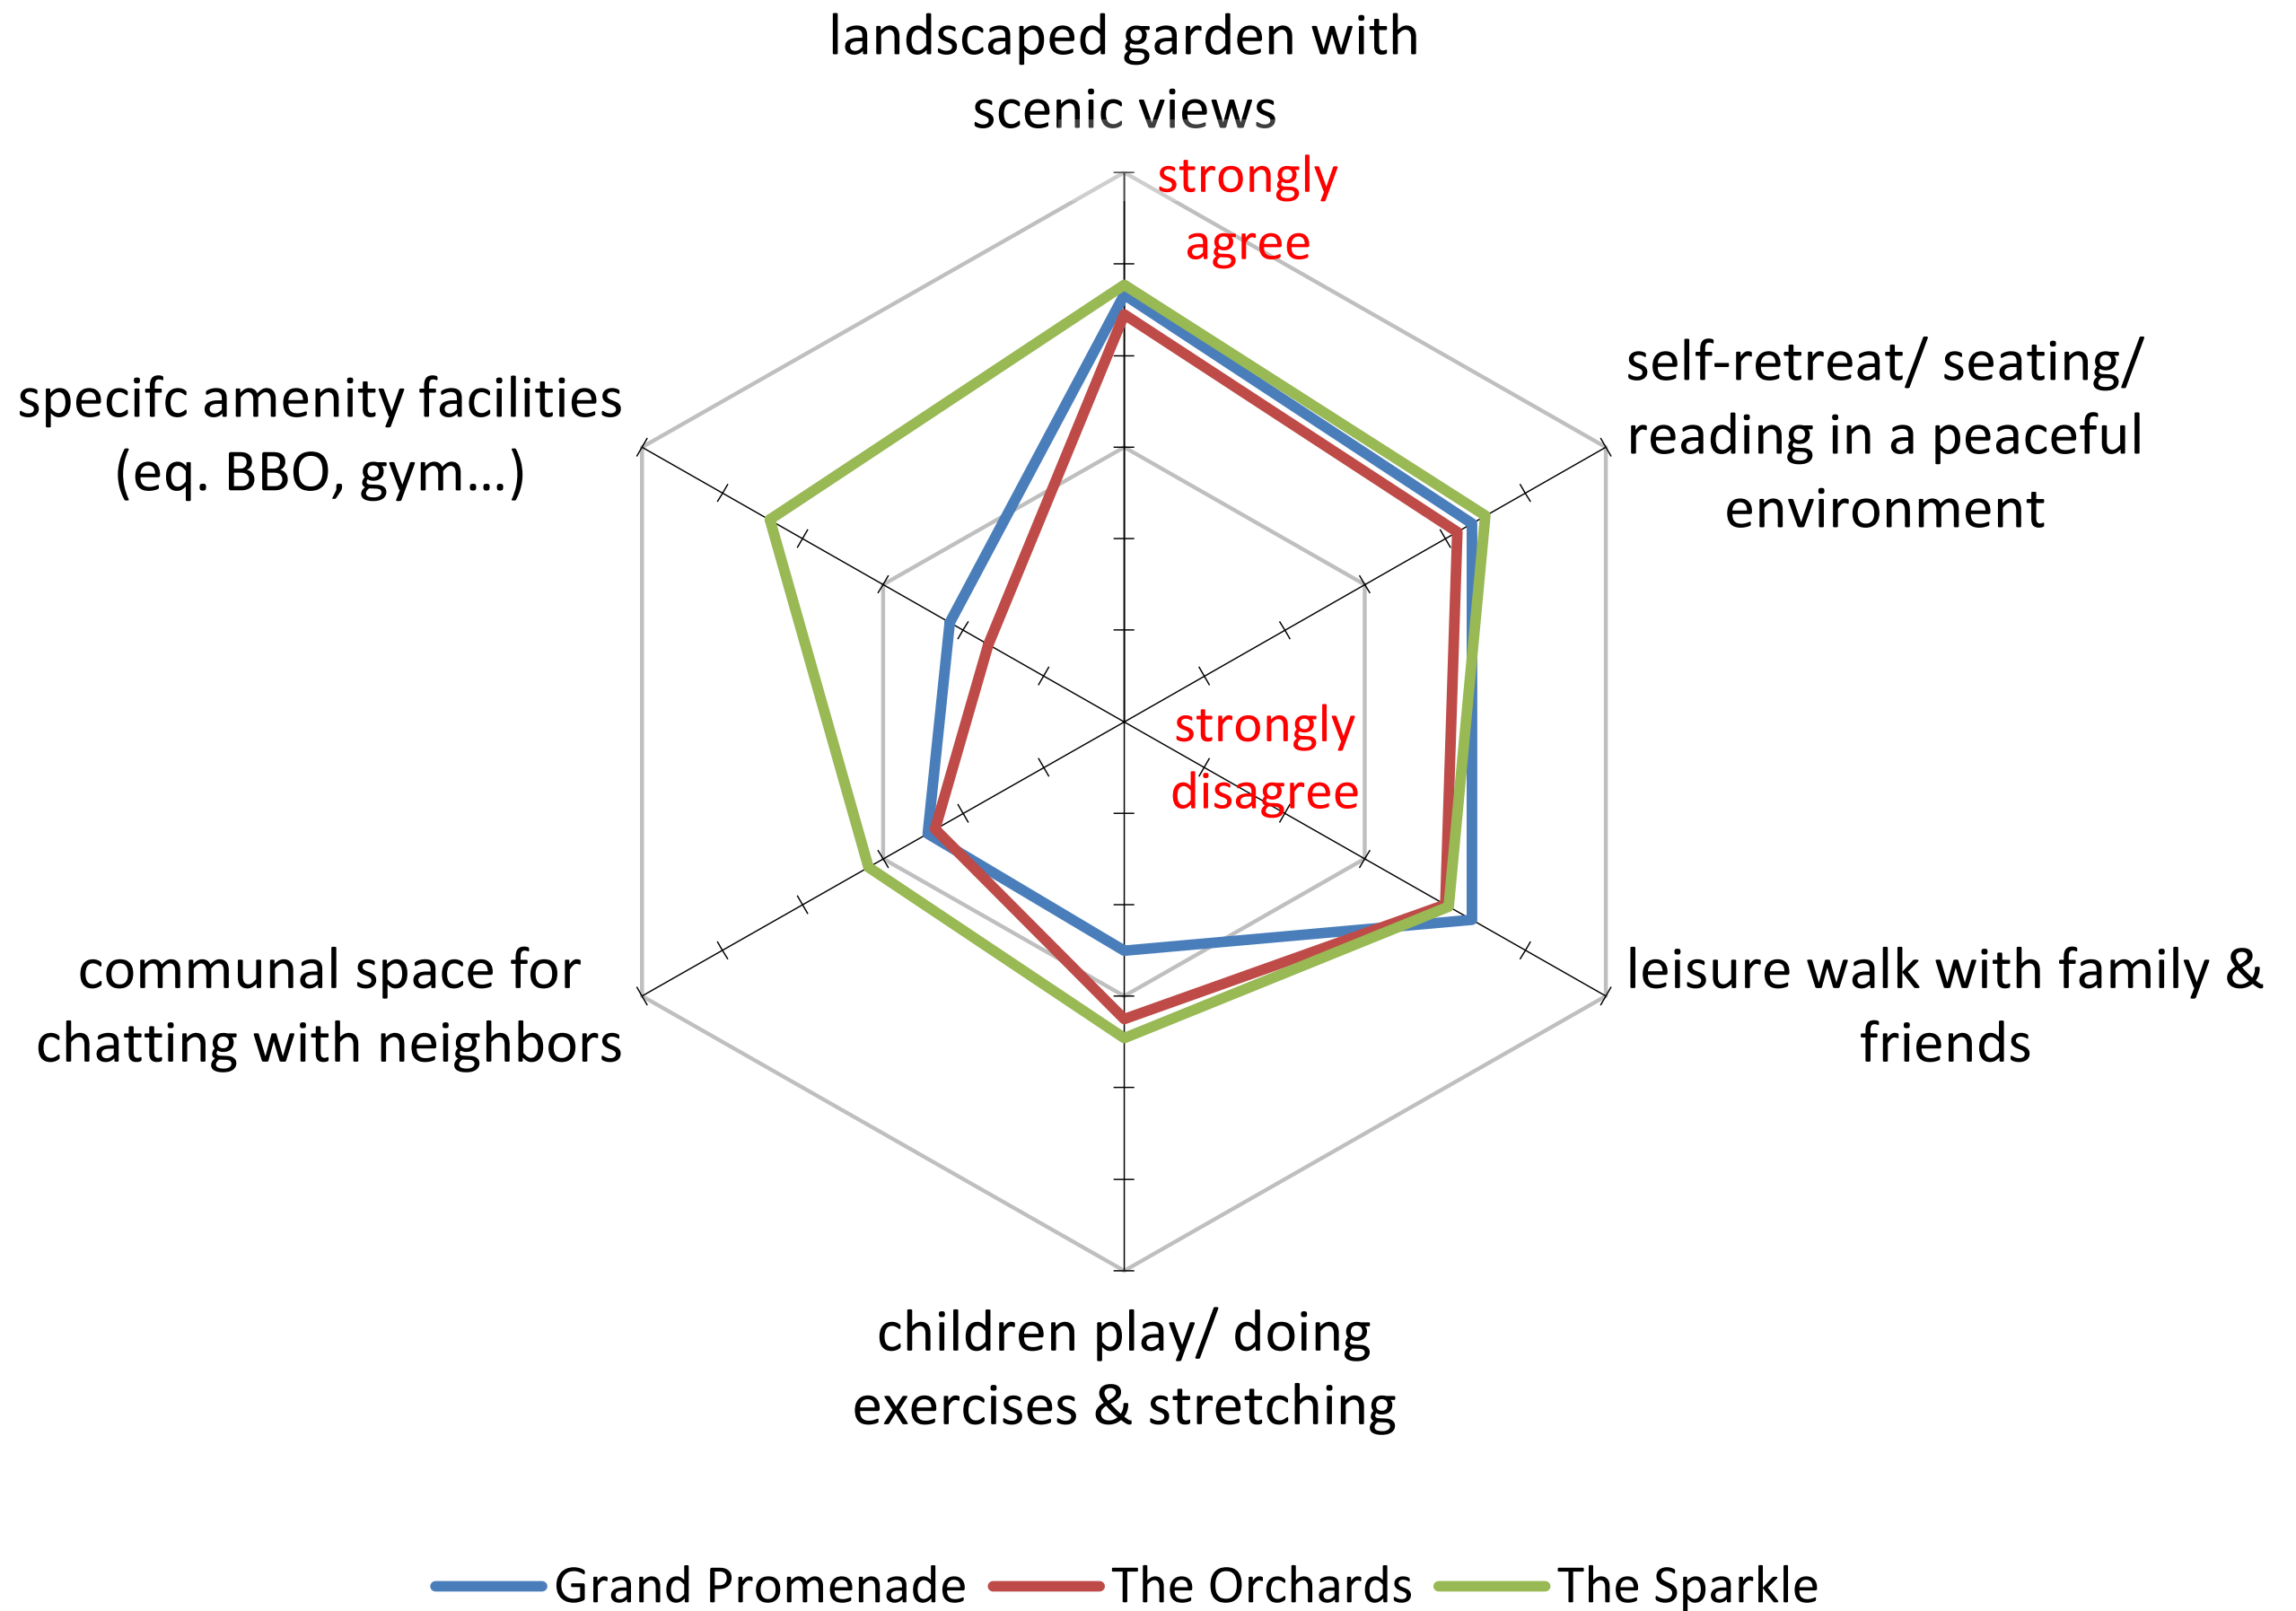 landscaped garden with
scenic views
strongly
agree
self-retreat/ seating/
reading in a peaceful
environment
specifc amenity facilities
(eg. BBQ, gym...)
strongly
disagree
leisure walk with family &
friends
communal space for
chatting with neighbors
children play/ doing
exercises & stretching
Grand Promenade
The Orchards
The Sparkle